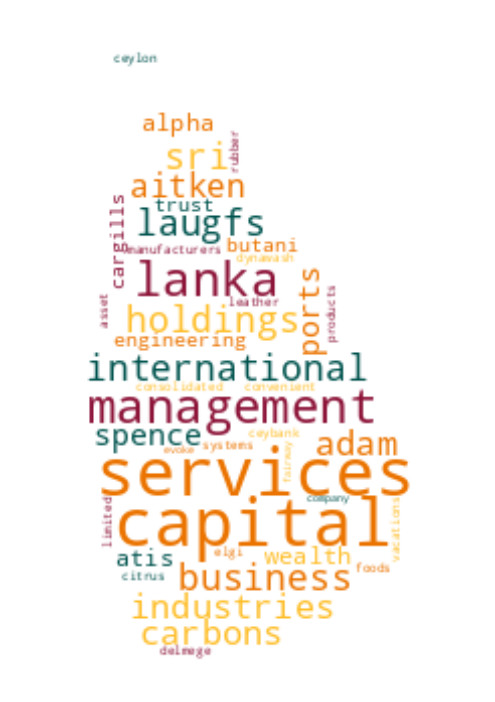 ceylon
alpha
rubber
sri
aitken
trust
cargills
laugfs
manufacturers
butani
dynawash
lanka
ports
asset
leather
products
holdings
engineering
international
consolidated convenient
management
spence
ceybank
adam
evoke
systems
fairway
services
company
capital
limited
vacations
atis
elgi
wealth
foods
citrus
business
industries
carbons
delmege